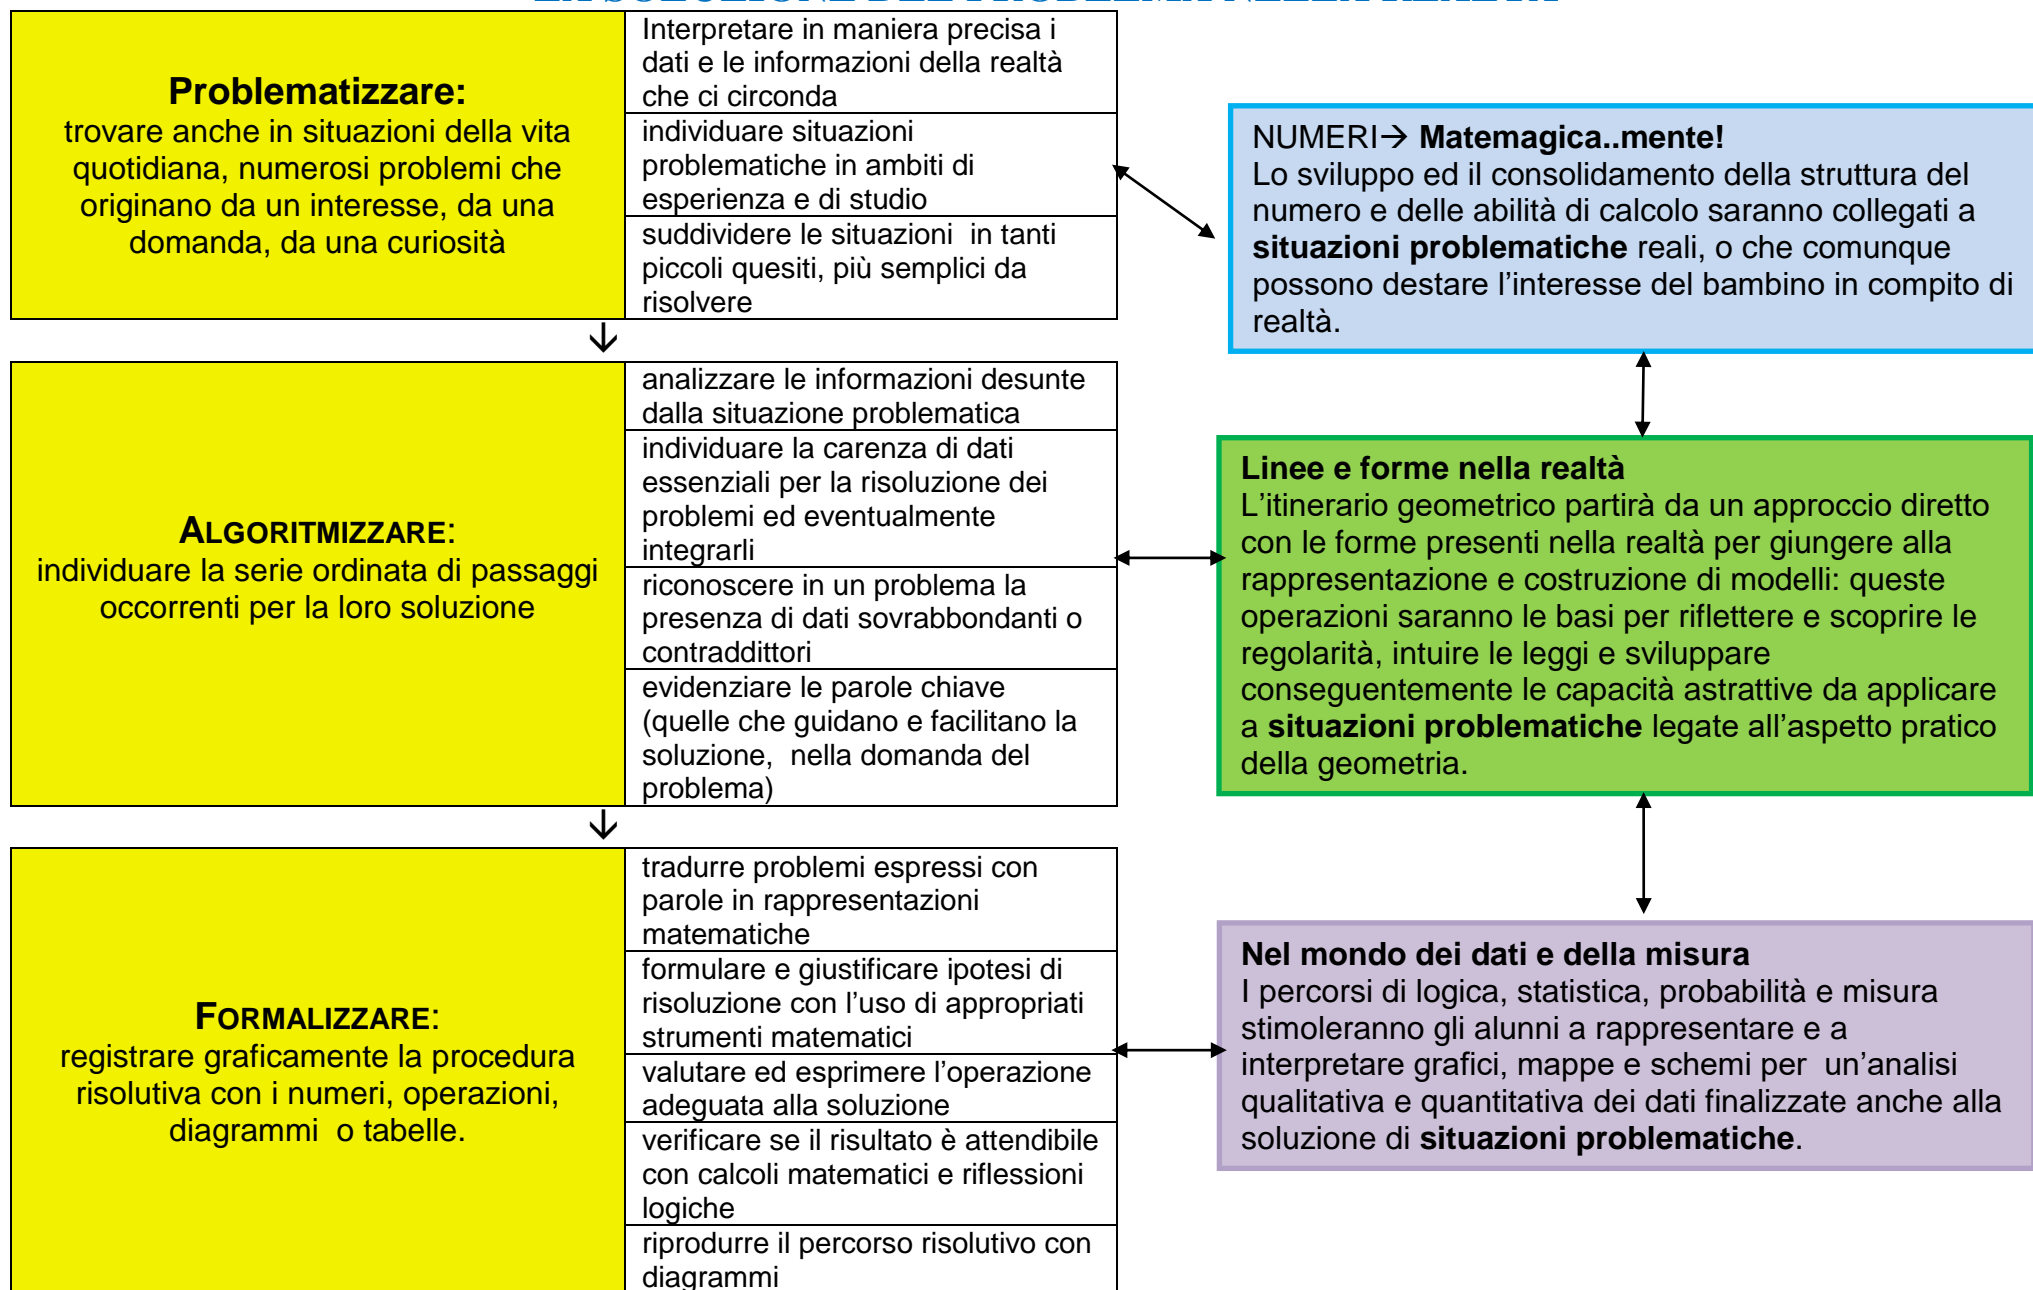 LA SOLUZIONE DEL PROBLEMA NELLA REALTÀ
Problematizzare:
trovare anche in situazioni della vita
quotidiana, numerosi problemi che
originano da un interesse, da una
domanda, da una curiosità
Interpretare in maniera precisa i
dati e le informazioni della realtà
che ci circonda
individuare situazioni
problematiche in ambiti di
esperienza e di studio
suddividere le situazioni in tanti
piccoli quesiti, più semplici da
risolvere
NUMERI→ Matemagica..mente!
Lo sviluppo ed il consolidamento della struttura del
numero e delle abilità di calcolo saranno collegati a
situazioni problematiche reali, o che comunque
possono destare l’interesse del bambino in compito di
realtà.
ALGORITMIZZARE:
individuare la serie ordinata di passaggi
occorrenti per la loro soluzione
analizzare le informazioni desunte
dalla situazione problematica
individuare la carenza di dati
essenziali per la risoluzione dei
problemi ed eventualmente
integrarli
riconoscere in un problema la
presenza di dati sovrabbondanti o
contraddittori
evidenziare le parole chiave
(quelle che guidano e facilitano la
soluzione, nella domanda del
problema)
Linee e forme nella realtà
L’itinerario geometrico partirà da un approccio diretto
con le forme presenti nella realtà per giungere alla
rappresentazione e costruzione di modelli: queste
operazioni saranno le basi per riflettere e scoprire le
regolarità, intuire le leggi e sviluppare
conseguentemente le capacità astrattive da applicare
a situazioni problematiche legate all’aspetto pratico
della geometria.
FORMALIZZARE:
registrare graficamente la procedura
risolutiva con i numeri, operazioni,
diagrammi o tabelle.
tradurre problemi espressi con
parole in rappresentazioni
matematiche
formulare e giustificare ipotesi di
risoluzione con l’uso di appropriati
strumenti matematici
valutare ed esprimere l’operazione
adeguata alla soluzione
verificare se il risultato è attendibile
con calcoli matematici e riflessioni
logiche
riprodurre il percorso risolutivo con
diagrammi
Nel mondo dei dati e della misura
I percorsi di logica, statistica, probabilità e misura
stimoleranno gli alunni a rappresentare e a
interpretare grafici, mappe e schemi per un’analisi
qualitativa e quantitativa dei dati finalizzate anche alla
soluzione di situazioni problematiche.